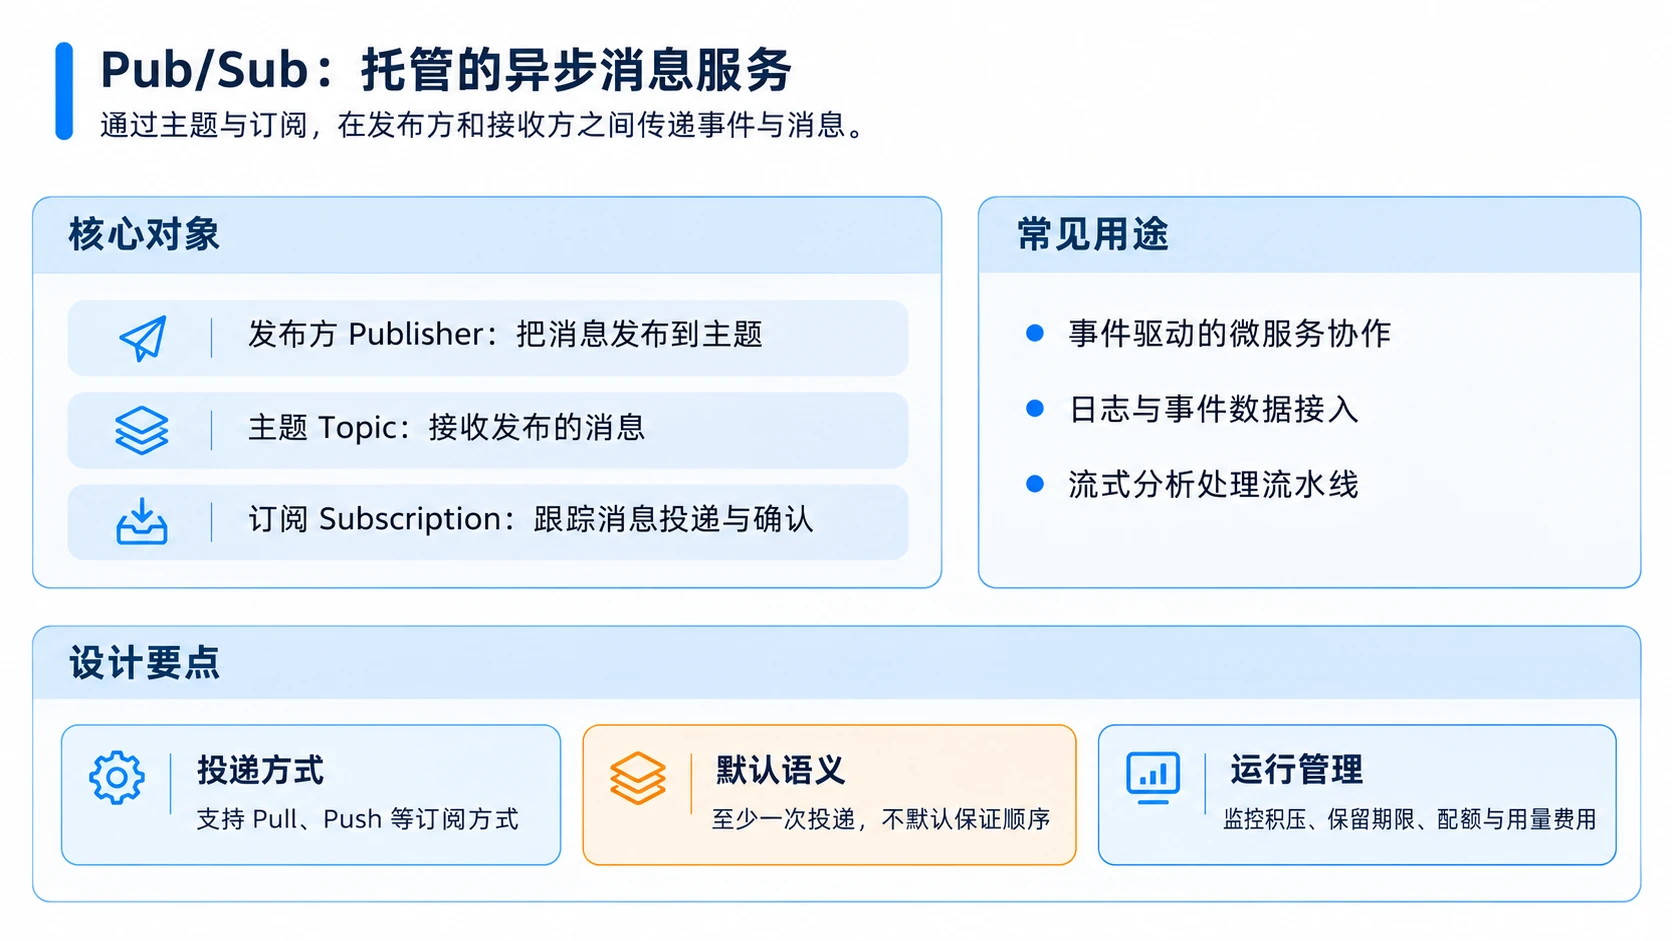 Pub/Sub：托管的异步消息服务
通过主题与订阅，在发布方和接收方之间传递事件与消息。
核心对象
发布方 Publisher：把消息发布到主题
主题 Topic：接收发布的消息
订阅 Subscription：跟踪消息投递与确认
常见用途
事件驱动的微服务协作
日志与事件数据接入
流式分析处理流水线
设计要点
投递方式
支持 Pull、Push 等订阅方式
默认语义
至少一次投递，不默认保证顺序
运行管理
监控积压、保留期限、配额与用量费用